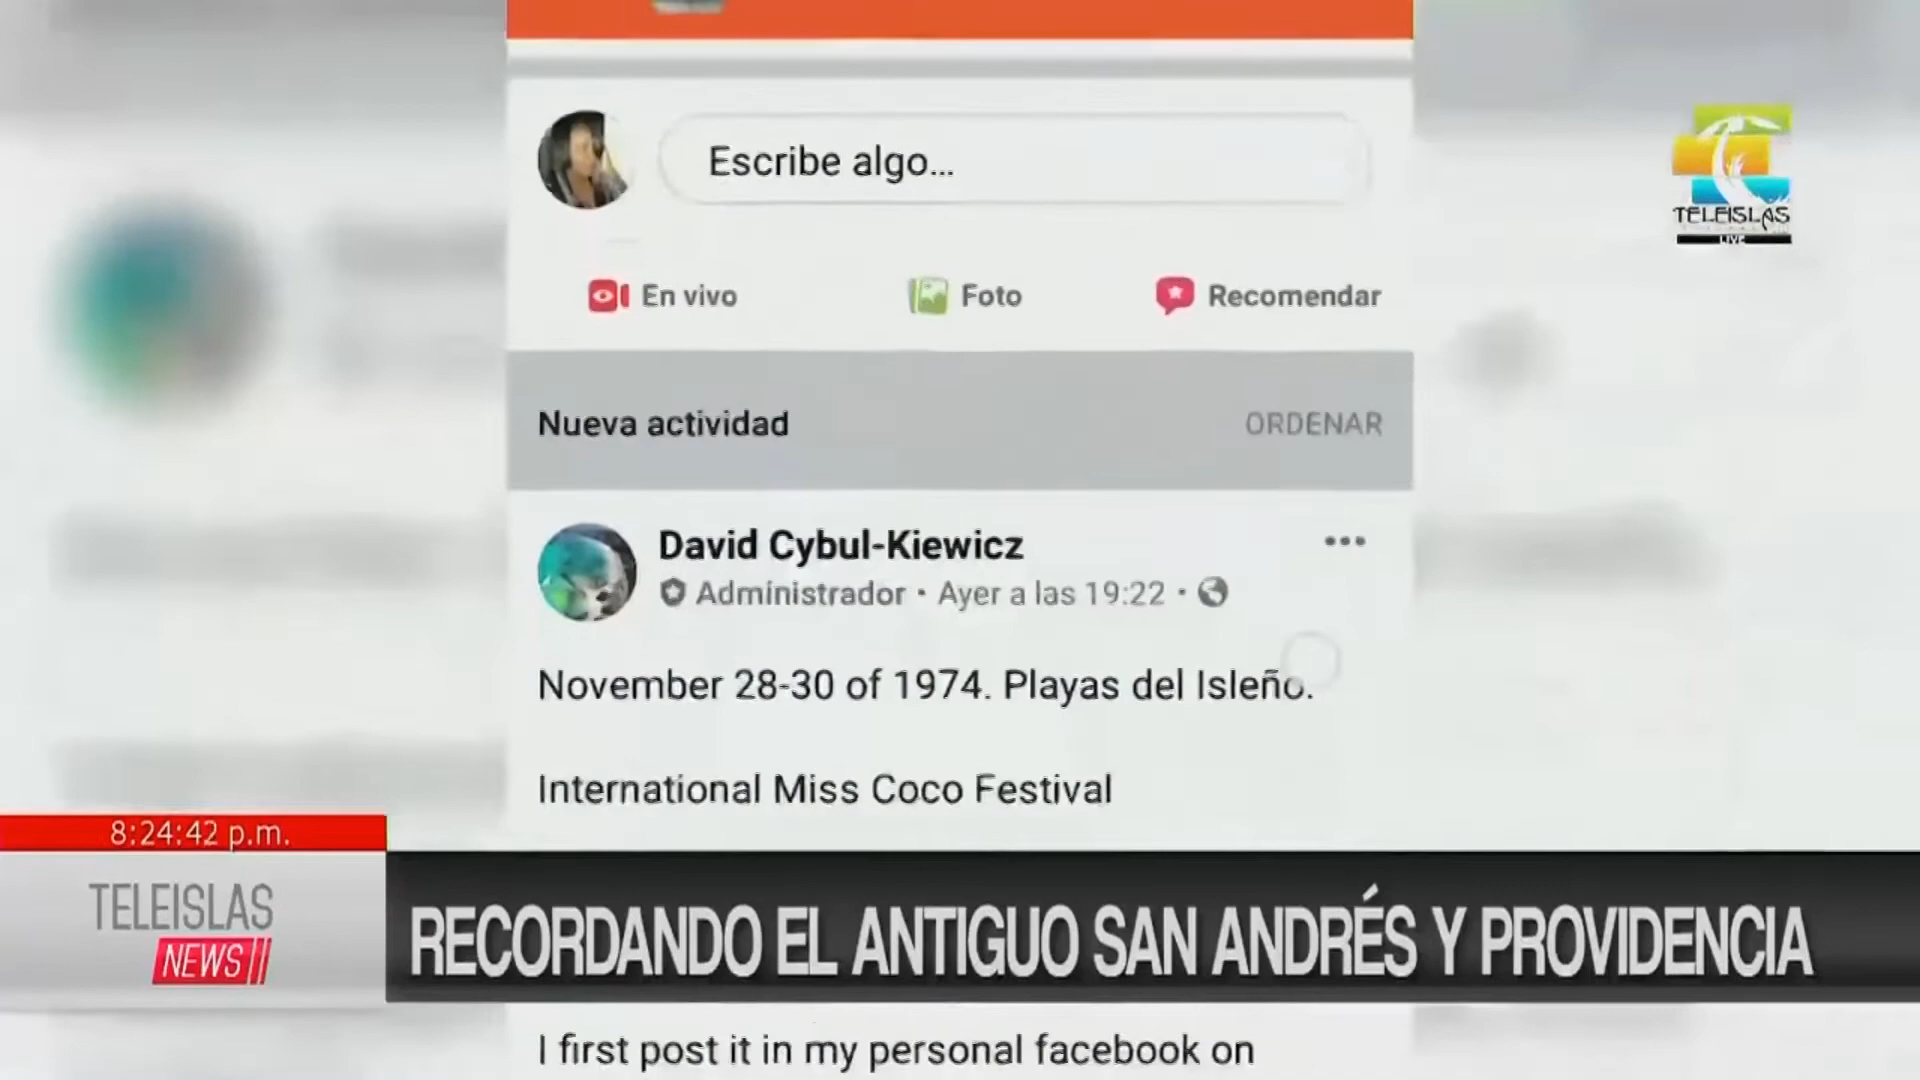 Escribe algo...
TELEISLAS
LIVE
En vivo
Foto
Recomendar
Nueva actividad
ORDENAR
David Cybul-Kiewicz
Administrador · Ayer a las 19:22 ·
November 28-30 of 1974. Playas del Isleño.
International Miss Coco Festival
8:24:42 p.m.
TELEISLAS
NEWS
RECORDANDO EL ANTIGUO SAN ANDRÉS Y PROVIDENCIA
I first post it in my personal facebook on